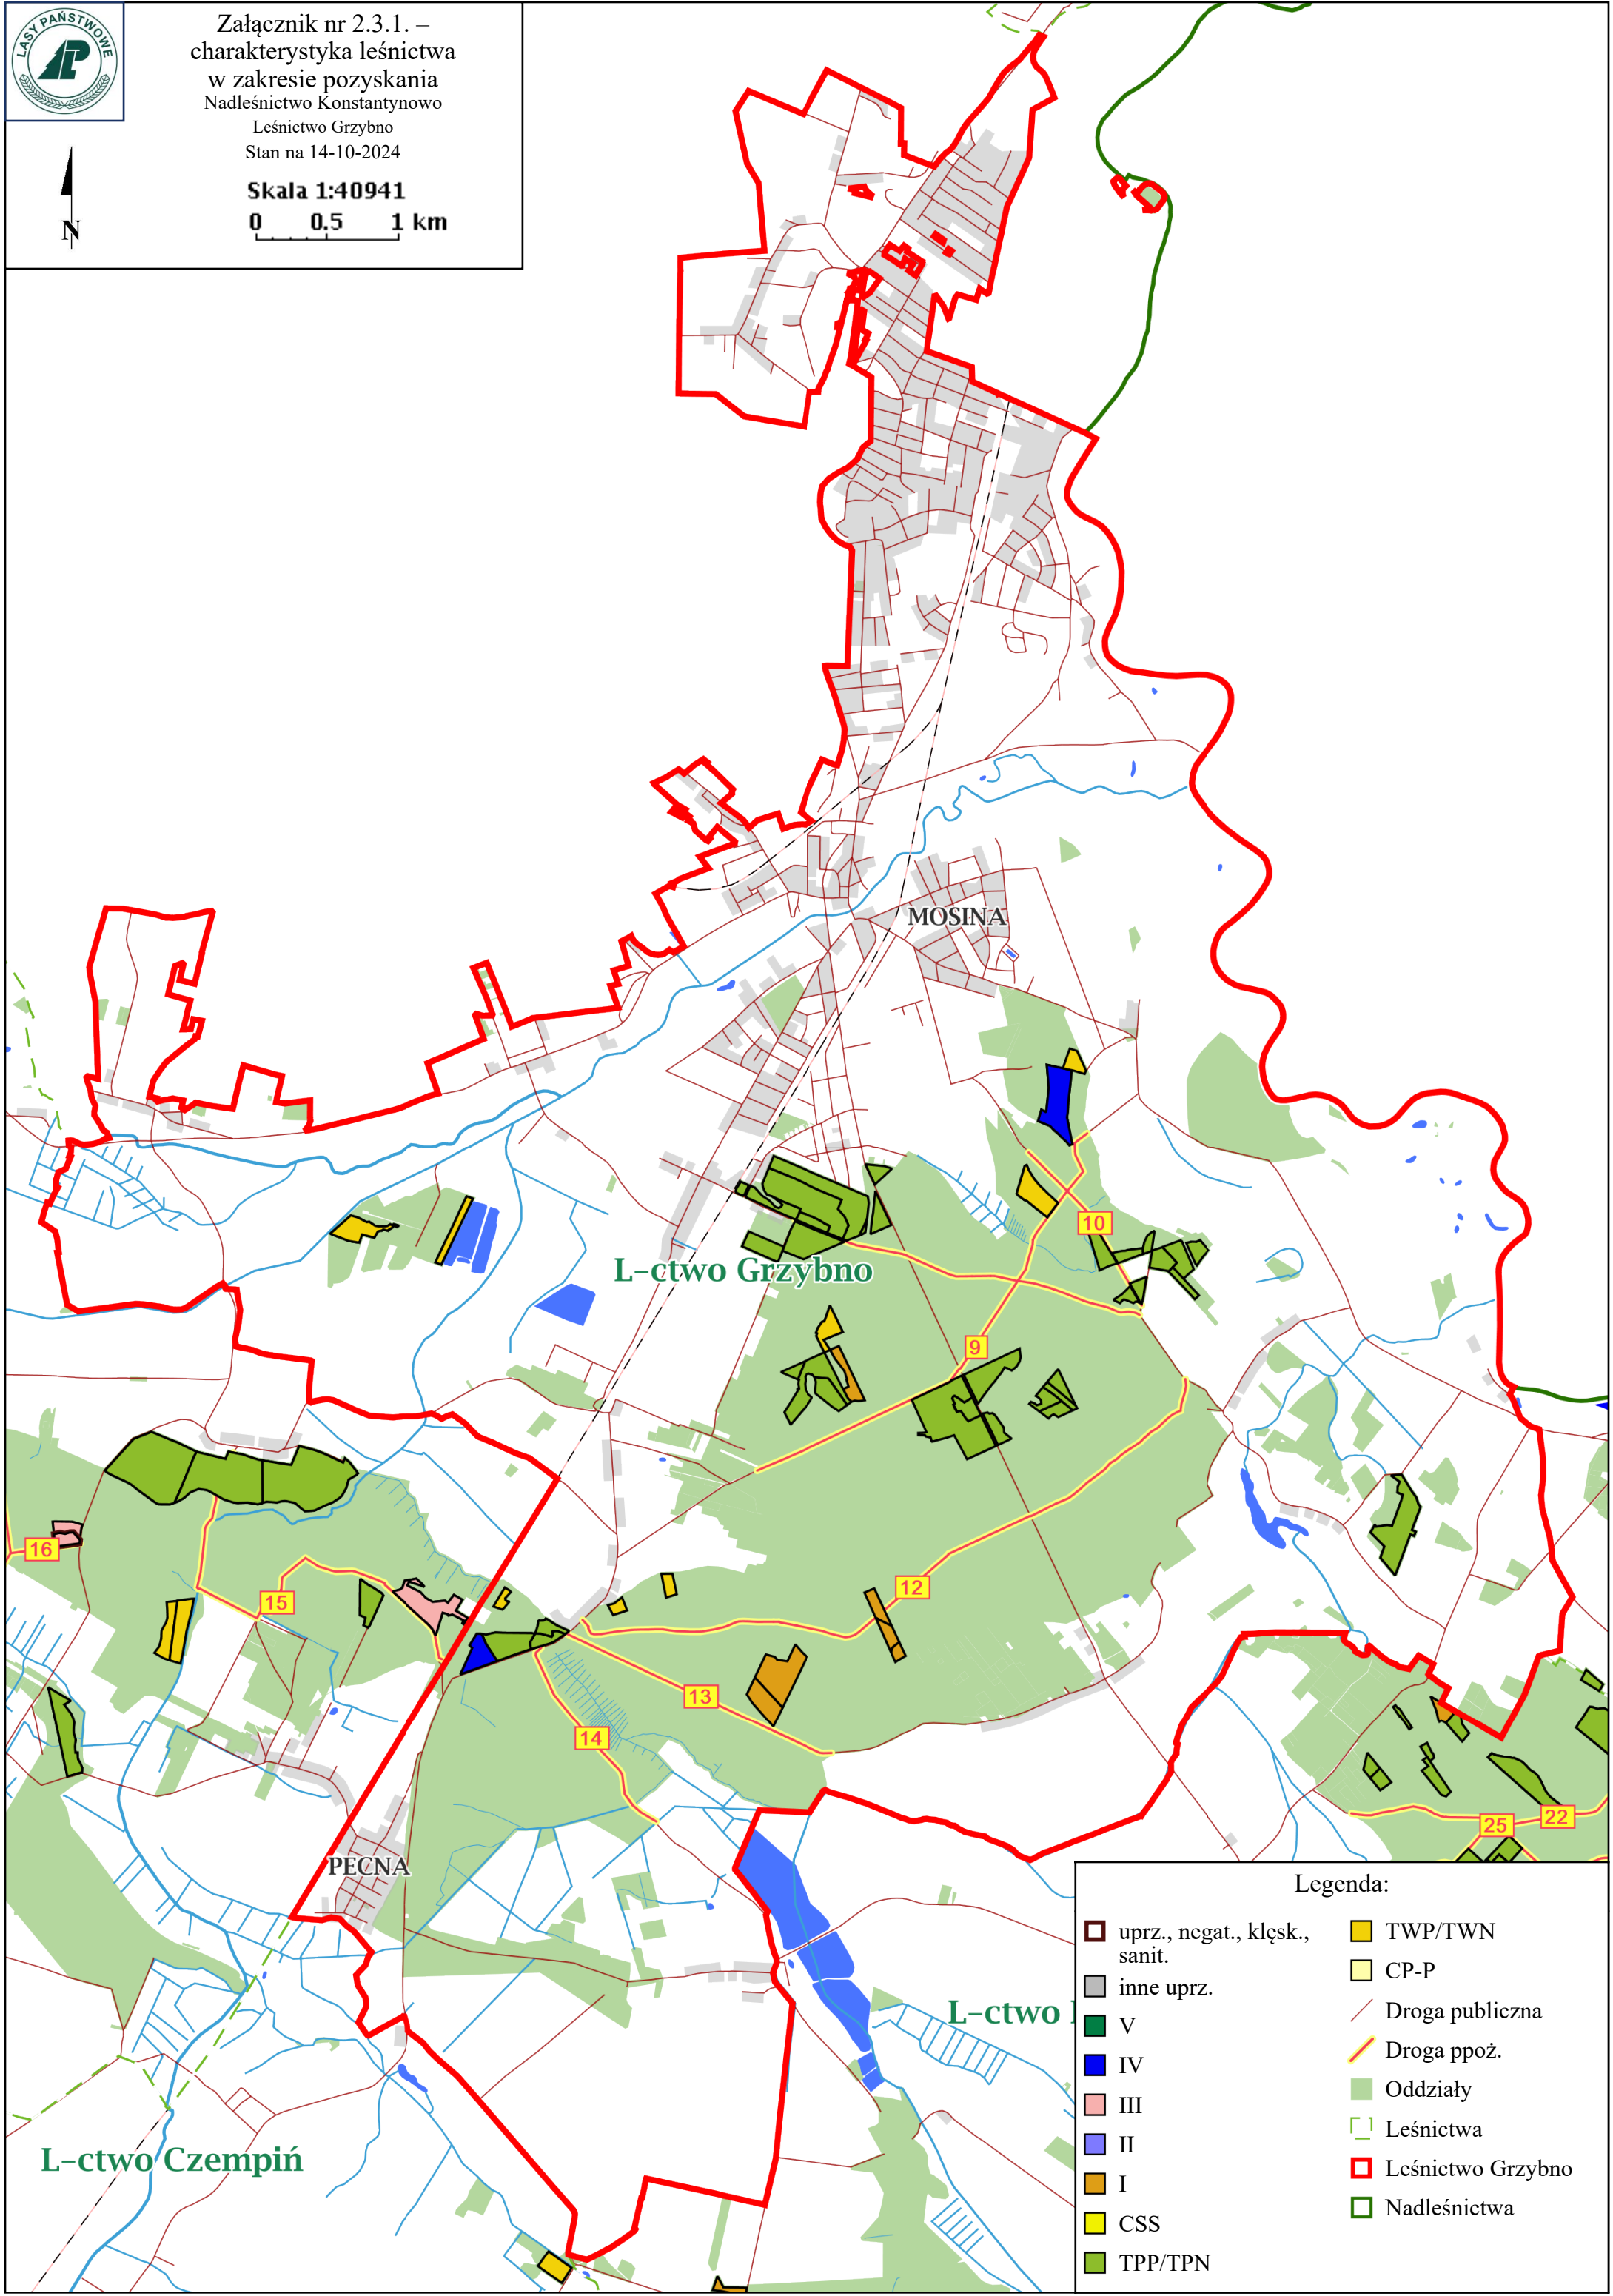 LASY PAŃSTWOWE
Załącznik nr 2.3.1. –
charakterystyka leśnictwa
w zakresie pozyskania
Nadleśnictwo Konstantynowo
Leśnictwo Grzybno
Stan na 14-10-2024
Skala 1:40941
0 0.5 1 km
N
MOSINA
10
L-ctwo Grzybno
9
16
15
12
13
14
22
25
PECNA
L-ctwo
L-ctwo Czempiń
Legenda:
uprz., negat., klęsk.,
sanit.
inne uprz.
V
IV
III
II
I
CSS
TPP/TPN
TWP/TWN
CP-P
Droga publiczna
Droga ppoż.
Oddziały
Leśnictwa
Leśnictwo Grzybno
Nadleśnictwa